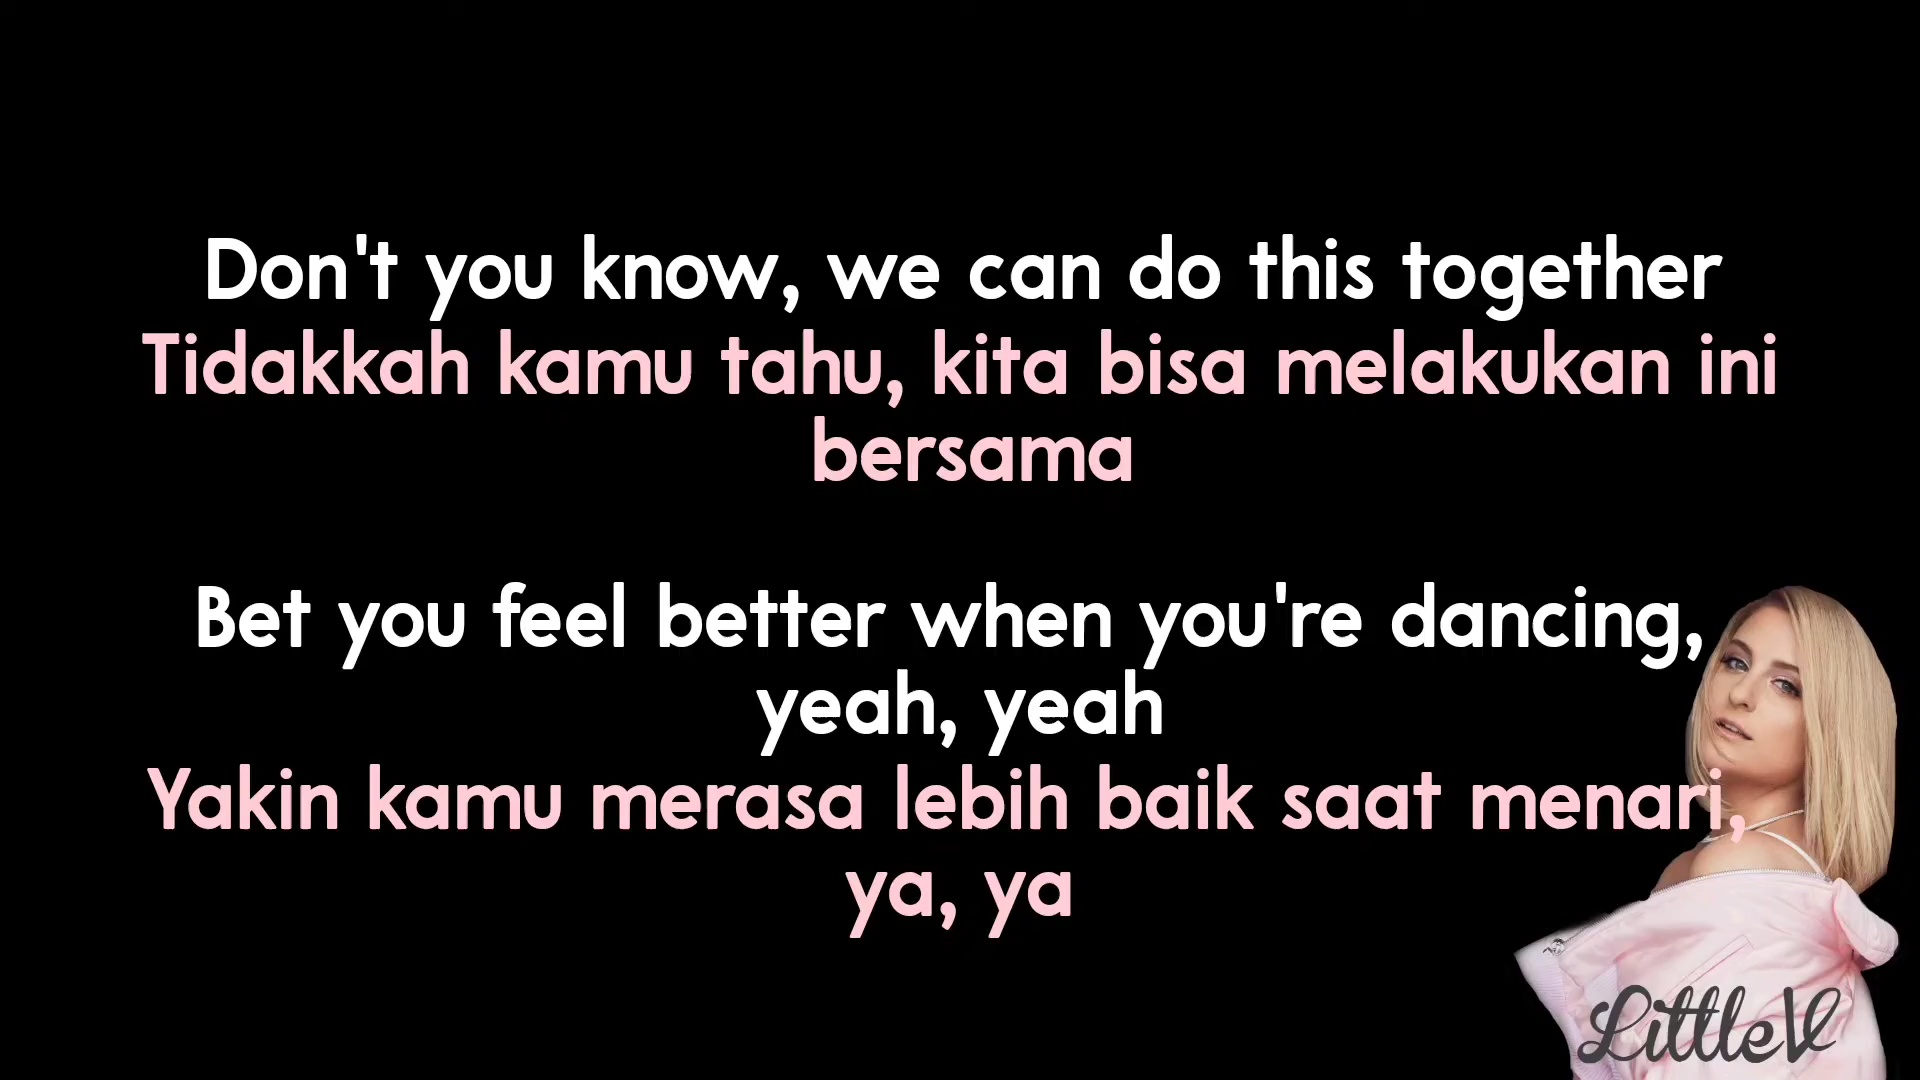 Don't you know, we can do this together
Tidakkah kamu tahu, kita bisa melakukan ini
bersama
Bet you feel better when you're dancing,
yeah, yeah
Yakin kamu merasa lebih baik saat menari,
ya, ya
LittleV